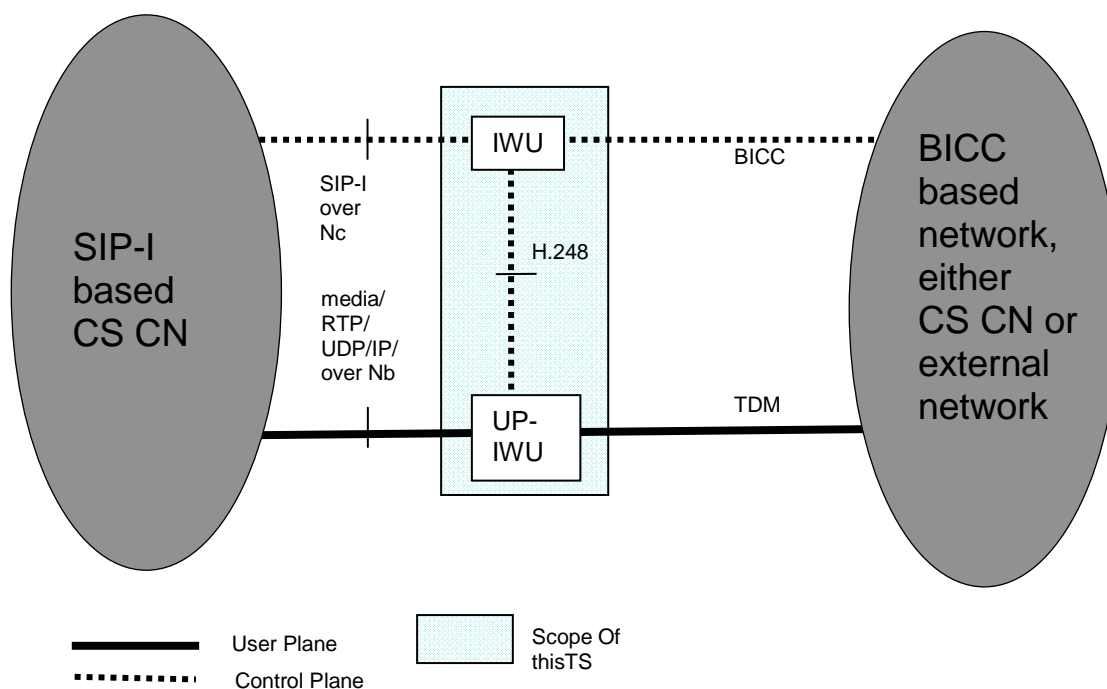 SIP-I
based
CS CN
SIP-I
over
Nc
media/
RTP/
UDP/IP/
over Nb
IWU
H.248
UP-
IWU
BICC
TDM
BICC
based
network,
either
CS CN or
external
network
User Plane
Control Plane
Scope Of
thisTS